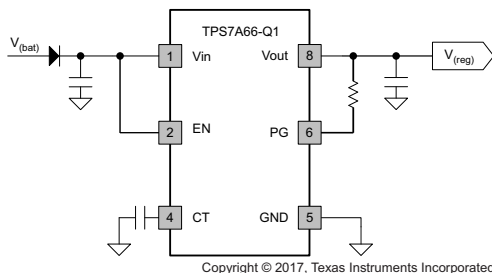 TPS7A66-Q1
V(bat)
1 Vin Vout 8
V(reg)
2 EN PG 6
4 CT GND 5
Copyright © 2017, Texas Instruments Incorporated